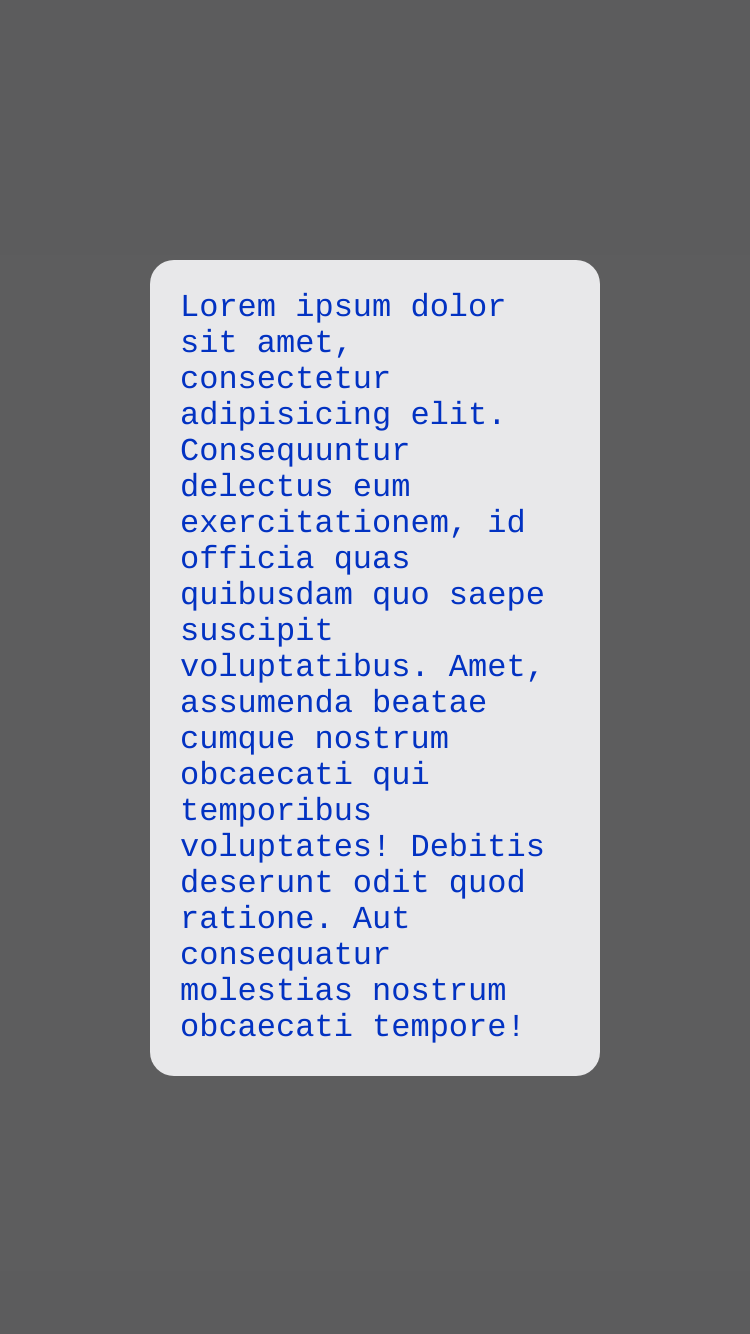 Lorem ipsum dolor
sit amet,
consectetur
adipisicing elit.
Consequuntur
delectus eum
exercitationem, id
officia quas
quibusdam quo saepe
suscipit
voluptatibus. Amet,
assumenda beatae
cumque nostrum
obcaecati qui
temporibus
voluptates! Debitis
deserunt odit quod
ratione. Aut
consequatur
molestias nostrum
obcaecati tempore!